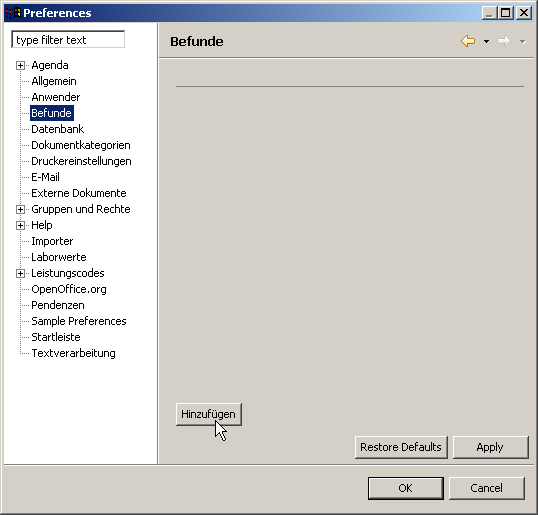 Preferences
type filter text
Befunde
Agenda
Allgemein
Anwender
Befunde
Datenbank
Dokumentkategorien
Druckereinstellungen
E-Mail
Externe Dokumente
Gruppen und Rechte
Help
Importer
Laborwerte
Leistungscodes
OpenOffice.org
Pendenzen
Sample Preferences
Startleiste
Textverarbeitung
Hinzufügen
Restore Defaults Apply
OK Cancel